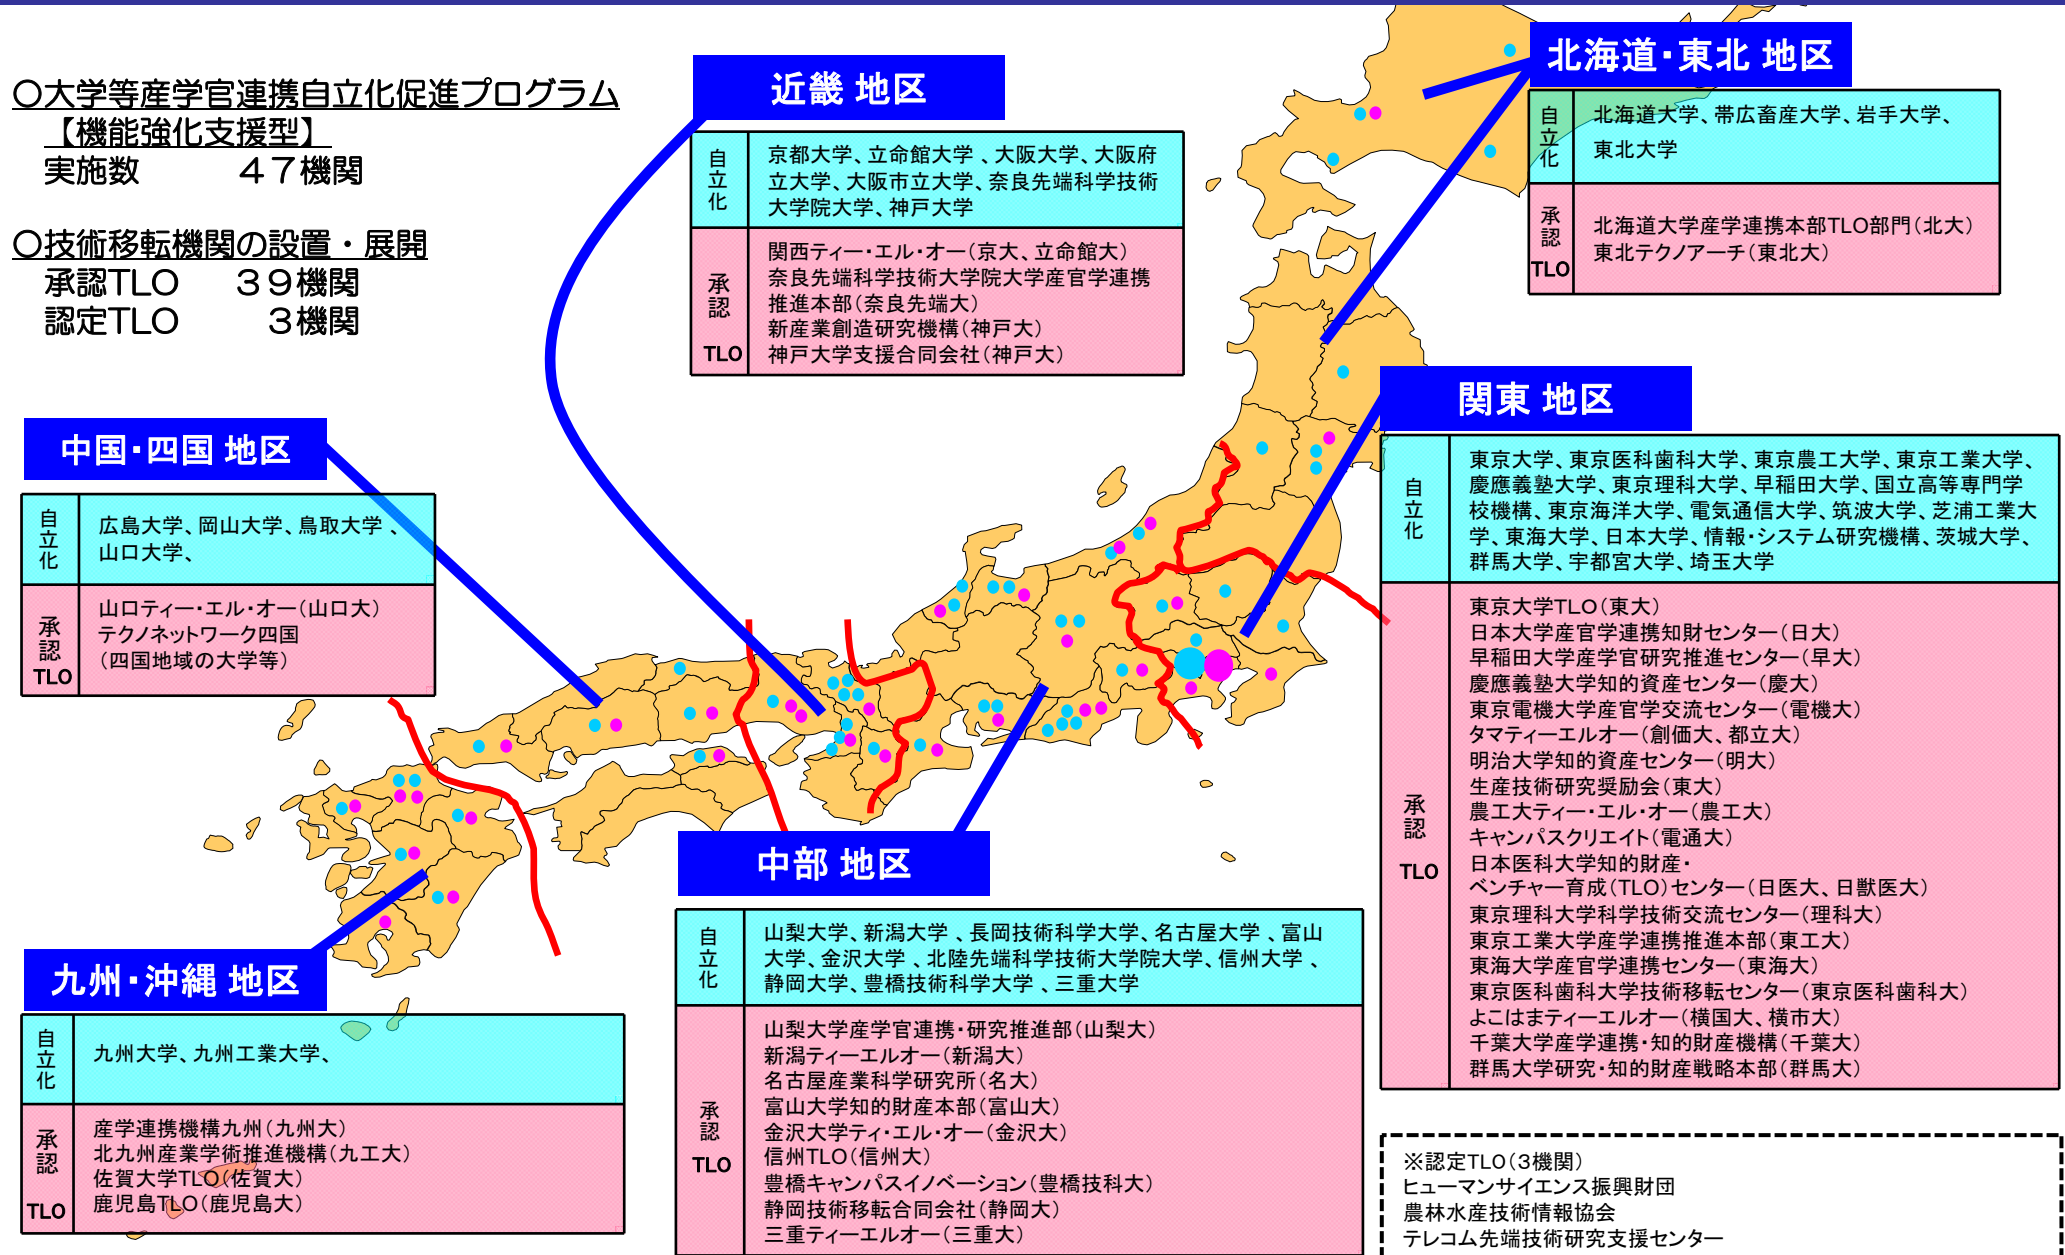 〇大学等産学官連携自立化促進プログラム
【機能強化支援型】
実施数　４７機関
〇技術移転機関の設置・展開
承認TLO　３９機関
認定TLO　３機関
近畿 地区
自立化
京都大学、立命館大学 、大阪大学、大阪府
立大学、大阪市立大学、奈良先端科学技術
大学院大学、神戸大学
承認TLO
関西ティー・エル・オー（京大、立命館大）
奈良先端科学技術大学院大学産官学連携
推進本部（奈良先端大）
新産業創造研究機構（神戸大）
神戸大学支援合同会社（神戸大）
北海道・東北 地区
自立化
北海道大学、帯広畜産大学、岩手大学、
東北大学
承認TLO
北海道大学産学連携本部TLO部門（北大）
東北テクノアーチ（東北大）
中国・四国 地区
自立化
広島大学、岡山大学、鳥取大学 、
山口大学、
承認TLO
山口ティー・エル・オー（山口大）
テクノネットワーク四国
（四国地域の大学等）
関東 地区
自立化
東京大学、東京医科歯科大学、東京農工大学、東京工業大学、
慶應義塾大学、東京理科大学、早稲田大学、国立高等専門学
校機構、東京海洋大学、電気通信大学、筑波大学、芝浦工業大
学、東海大学、日本大学、情報・システム研究機構、茨城大学、
群馬大学、宇都宮大学、埼玉大学
承認TLO
東京大学TLO（東大）
日本大学産官学連携知財センター（日大）
早稲田大学産学官研究推進センター（早大）
慶應義塾大学知的資産センター（慶大）
東京電機大学産官学交流センター（電機大）
タマティーエルオー（創価大、都立大）
明治大学知的資産センター（明大）
生産技術研究奨励会（東大）
農工大ティー・エル・オー（農工大）
キャンパスクリエイト（電通大）
日本医科大学知的財産・
ベンチャー育成（TLO）センター（日医大、日獣医大）
東京理科大学科学技術交流センター（理科大）
東京工業大学産学連携推進本部（東工大）
東海大学産官学連携センター（東海大）
東京医科歯科大学技術移転センター（東京医科歯科大）
よこはまティーエルオー（横国大、横市大）
千葉大学産学連携・知的財産機構（千葉大）
群馬大学研究・知的財産戦略本部（群馬大）
中部 地区
自立化
山梨大学、新潟大学 、長岡技術科学大学、名古屋大学 、富山
大学、金沢大学 、北陸先端科学技術大学院大学、信州大学 、
静岡大学、豊橋技術科学大学 、三重大学
承認TLO
山梨大学産学官連携・研究推進部（山梨大）
新潟ティーエルオー（新潟大）
名古屋産業科学研究所（名大）
富山大学知的財産本部（富山大）
金沢大学ティ・エル・オー（金沢大）
信州TLO（信州大）
豊橋キャンパスイノベーション（豊橋技科大）
静岡技術移転合同会社（静岡大）
三重ティーエルオー（三重大）
九州・沖縄 地区
自立化
九州大学、九州工業大学、
承認TLO
産学連携機構九州（九州大）
北九州産業学術推進機構（九工大）
佐賀大学TLO（佐賀大）
鹿児島TLO（鹿児島大）
※認定TLO（3機関）
ヒューマンサイエンス振興財団
農林水産技術情報協会
テレコム先端技術研究支援センター